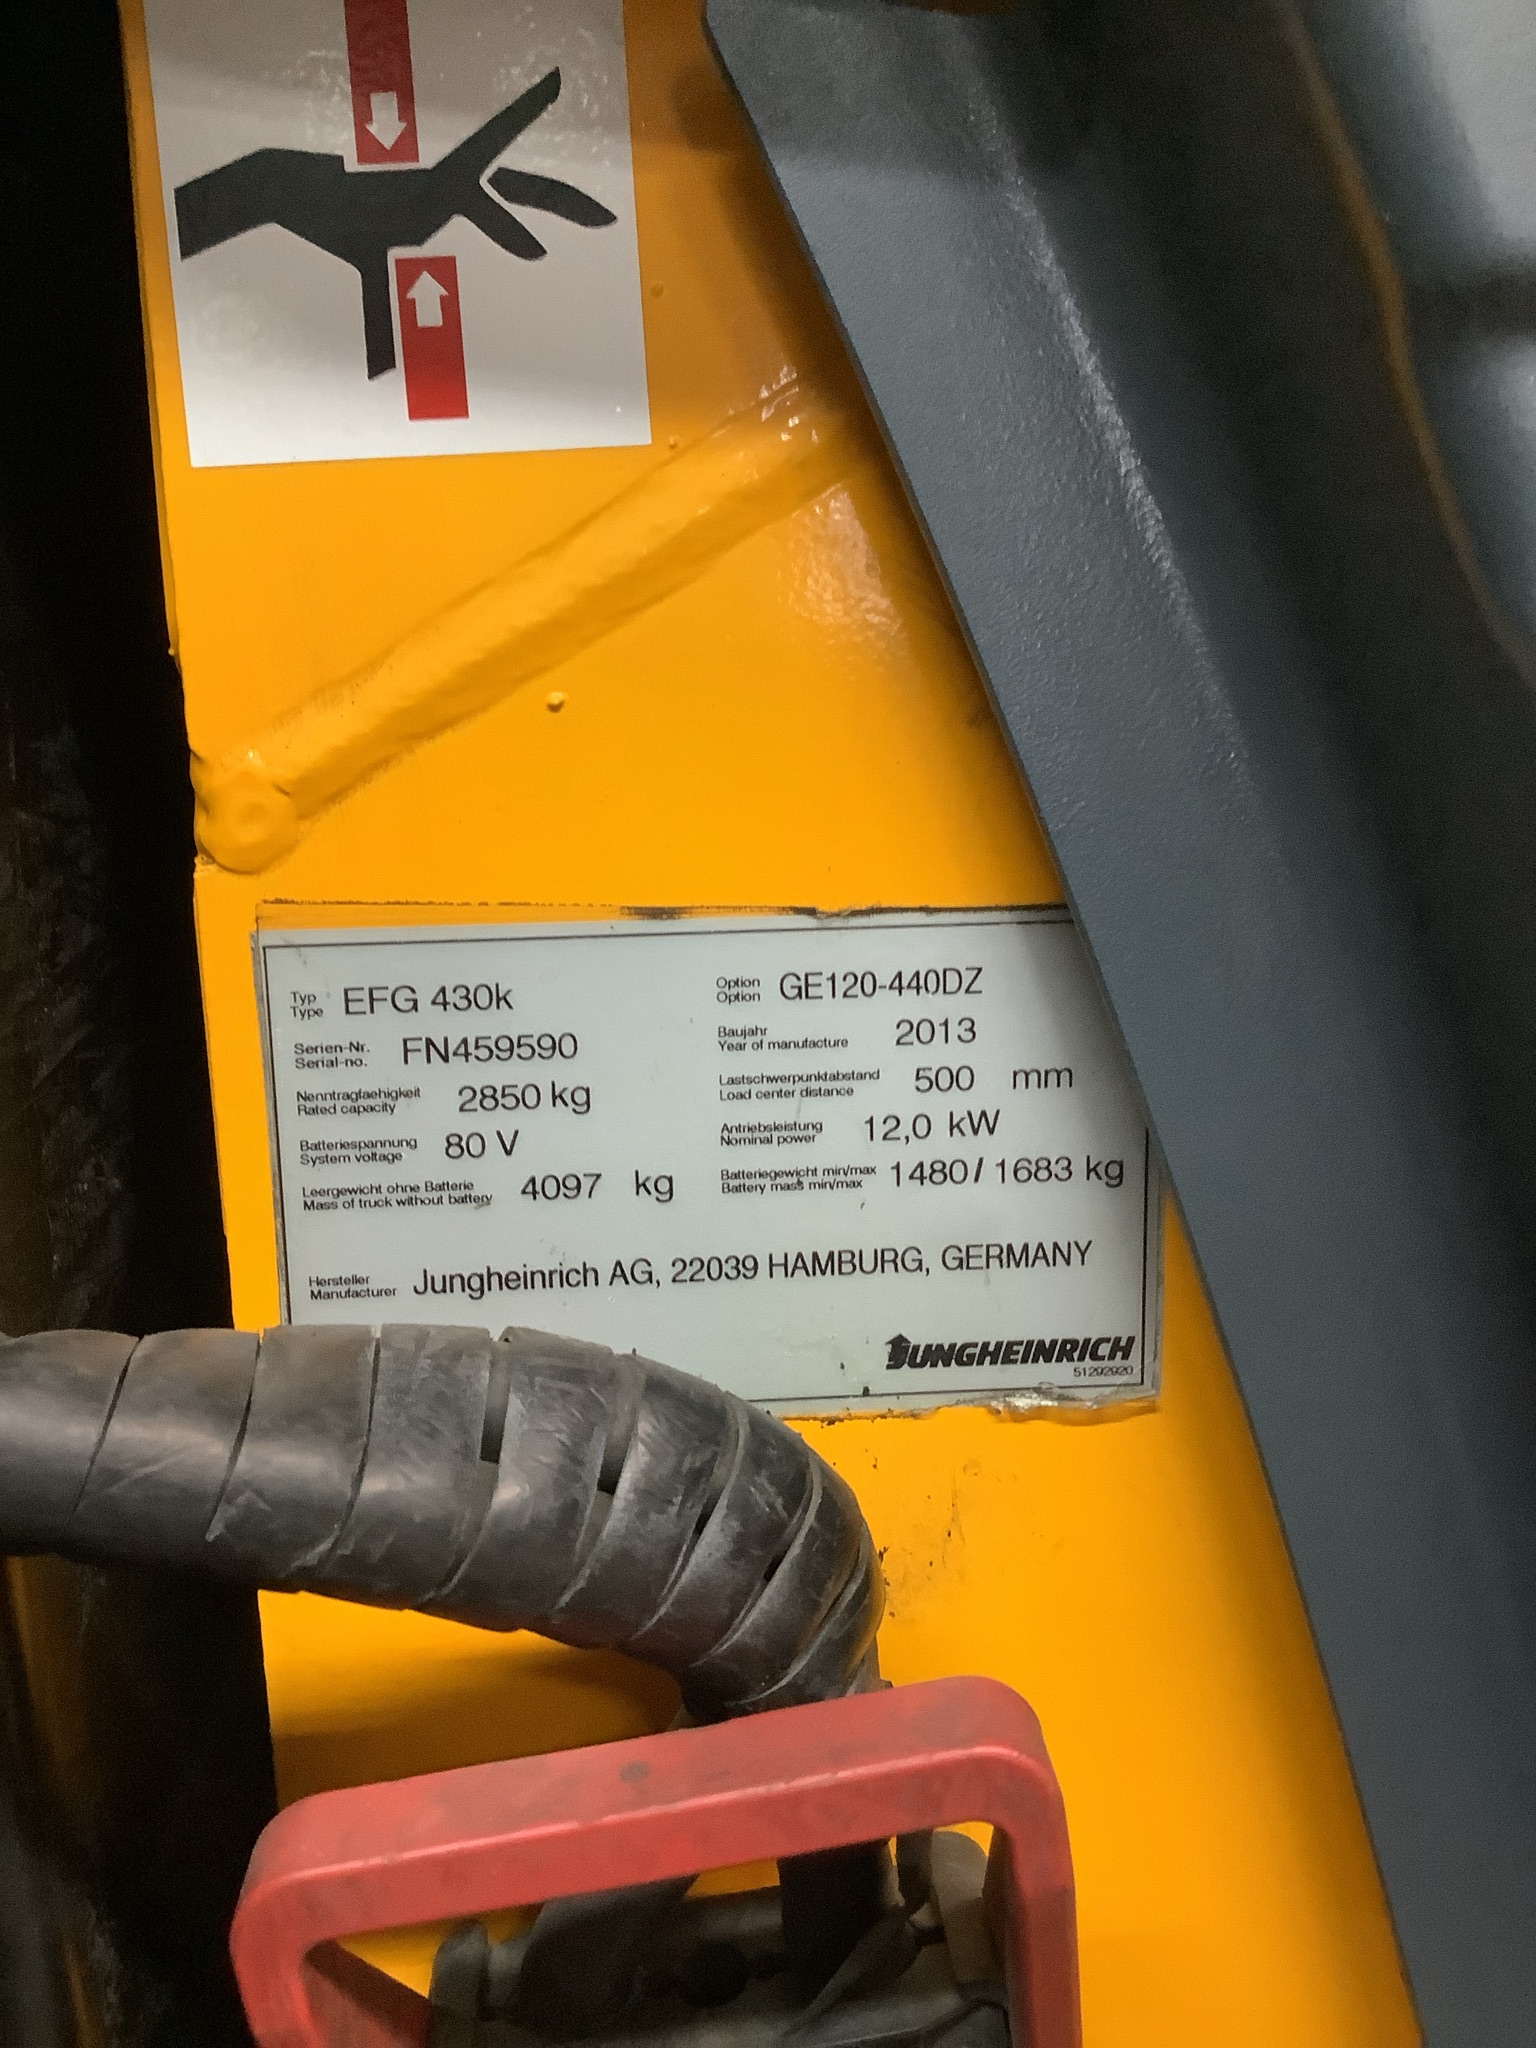 Typ
Type EFG 430k
Option
Option GE120-440DZ
Serien-Nr.
Serial-no. FN459590
Baujahr
Year of manufacture 2013
Nenntragfaehigkeit
Rated capacity 2850 kg
Lastschwerpunktabstand
Load center distance 500 mm
Batteriespannung
System voltage 80 V
Antriebsleistung
Nominal power 12,0 kW
Leergewicht ohne Batterie
Mass of truck without battery 4097 kg
Batteriegewicht min/max
Battery mass min/max 1480 / 1683 kg
Hersteller
Manufacturer Jungheinrich AG, 22039 HAMBURG, GERMANY
JUNGHEINRICH
51292920